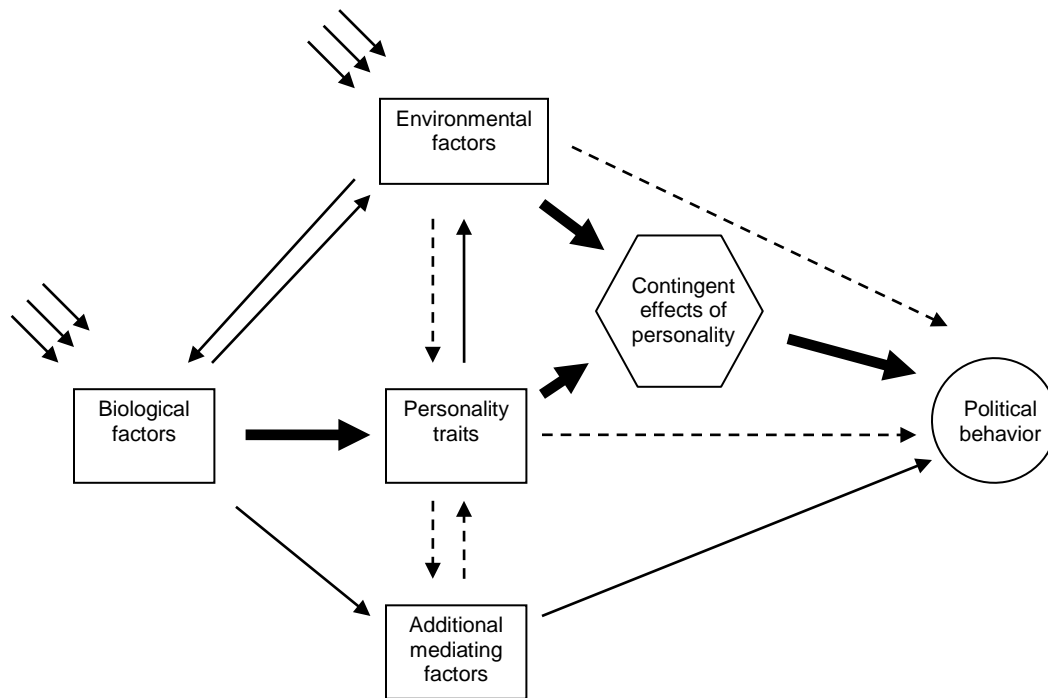 Environmental
factors
Contingent
effects of
personality
Biological
factors
Personality
traits
Political
behavior
Additional
mediating
factors